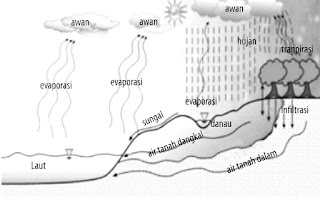 awan
awan
awan
hujan
tranpirasi
evaporasi
evaporasi
evaporasi
infiltrasi
sungai
danau
air tanah dangkal
air tanah dalam
Laut